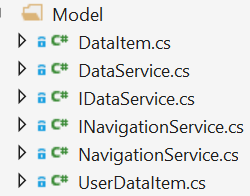 Model
C# DataItem.cs
C# DataService.cs
C# IDataService.cs
C# INavigationService.cs
C# NavigationService.cs
C# UserDataItem.cs